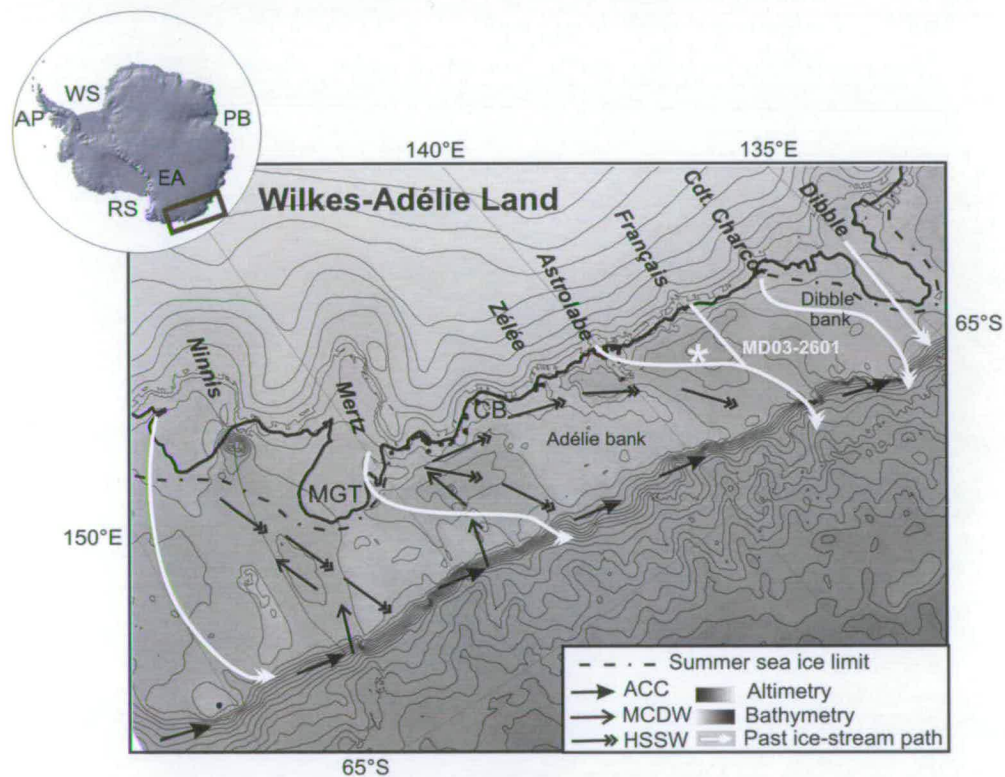 WS
AP
PB
EA
RS
140°E
135°E
Wilkes-Adélie Land
Dibble
Cdt. Charcot
Français
Astrolabe
Zélée
Mertz
Ninnis
Dibble
bank
65°S
MD03-2601
CB
Adélie bank
MGT
150°E
Summer sea ice limit
ACC
Altimetry
MCDW
Bathymetry
HSSW
Past ice-stream path
65°S